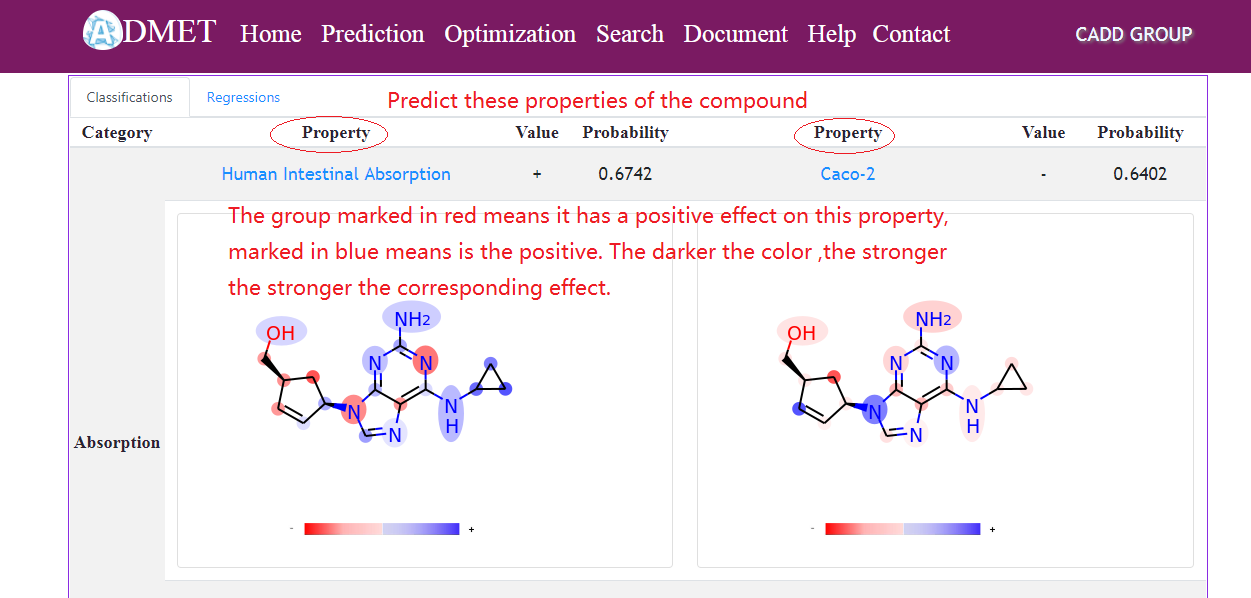 ADMET Home Prediction Optimization Search Document Help Contact CADD GROUP
Classifications Regressions Predict these properties of the compound
Category Property Value Probability Property Value Probability
Human Intestinal Absorption + 0.6742 Caco-2 - 0.6402
The group marked in red means it has a positive effect on this property,
marked in blue means is the positive. The darker the color ,the stronger
the stronger the corresponding effect.
NH2 NH2
OH OH
N N N N
N N N N
H H
N N
Absorption
- + - +